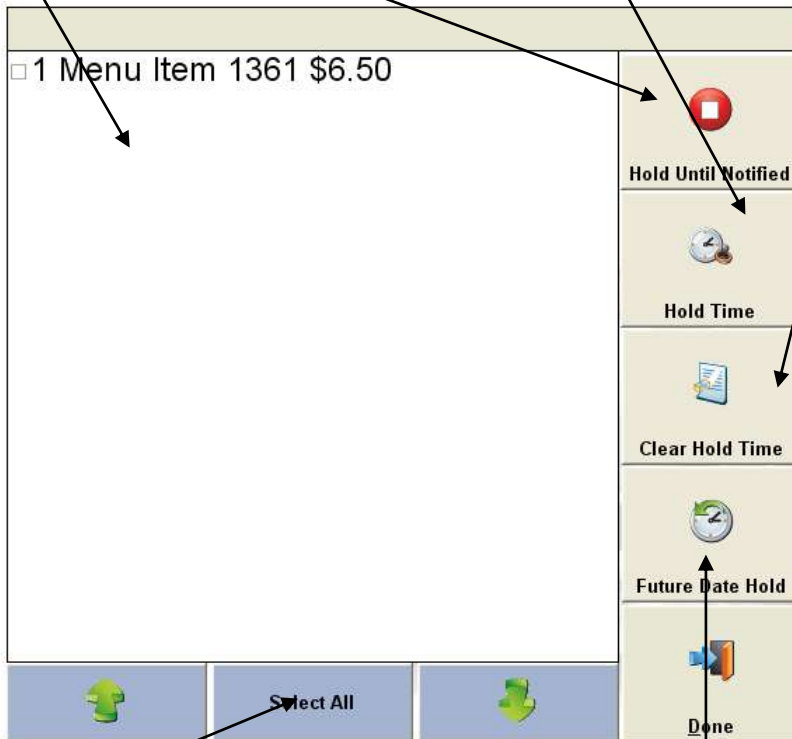 1 Menu Item 1361 $6.50
Hold Until Notified
Hold Time
Clear Hold Time
Future Date Hold
Select All
Done